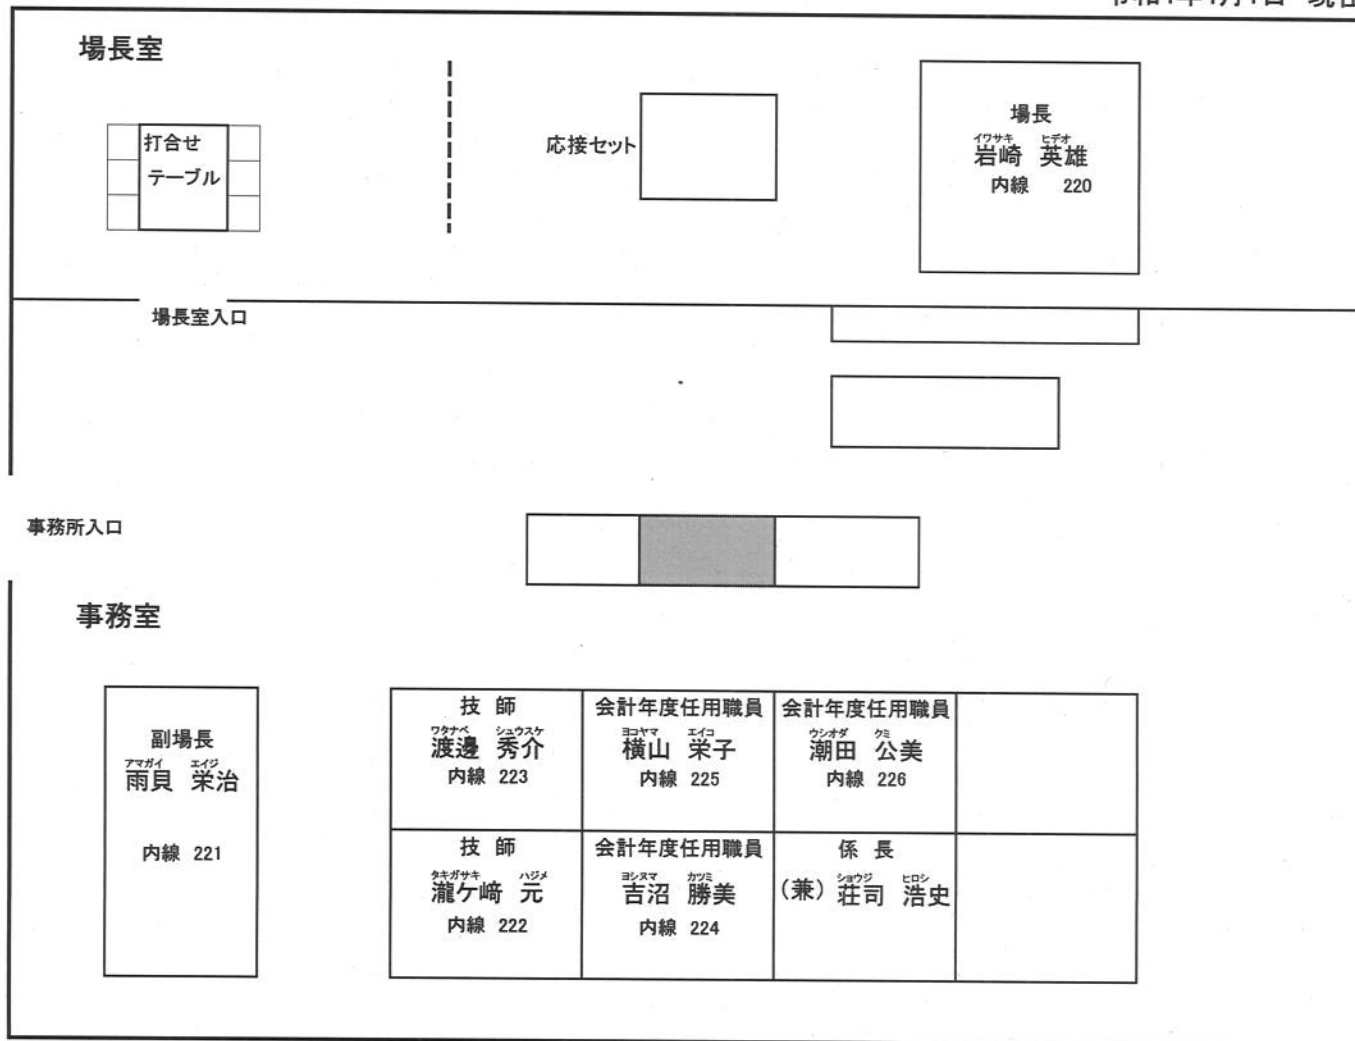 場長室
打合せ
テーブル
応接セット
場長
イワサキ ヒデオ
岩崎 英雄
内線 220
場長室入口
事務所入口
事務室
副場長
アマガイ エイジ
雨貝 栄治
内線 221
技 師
ワタナベ シュウスケ
渡邊 秀介
内線 223
会計年度任用職員
ヨコヤマ エイコ
横山 栄子
内線 225
会計年度任用職員
ウシオダ クミ
潮田 公美
内線 226
技 師
タキガサキ ハジメ
瀧ケ﨑 元
内線 222
会計年度任用職員
ヨシヌマ カツミ
吉沼 勝美
内線 224
係 長
ショウジ ヒロシ
(兼) 荘司 浩史